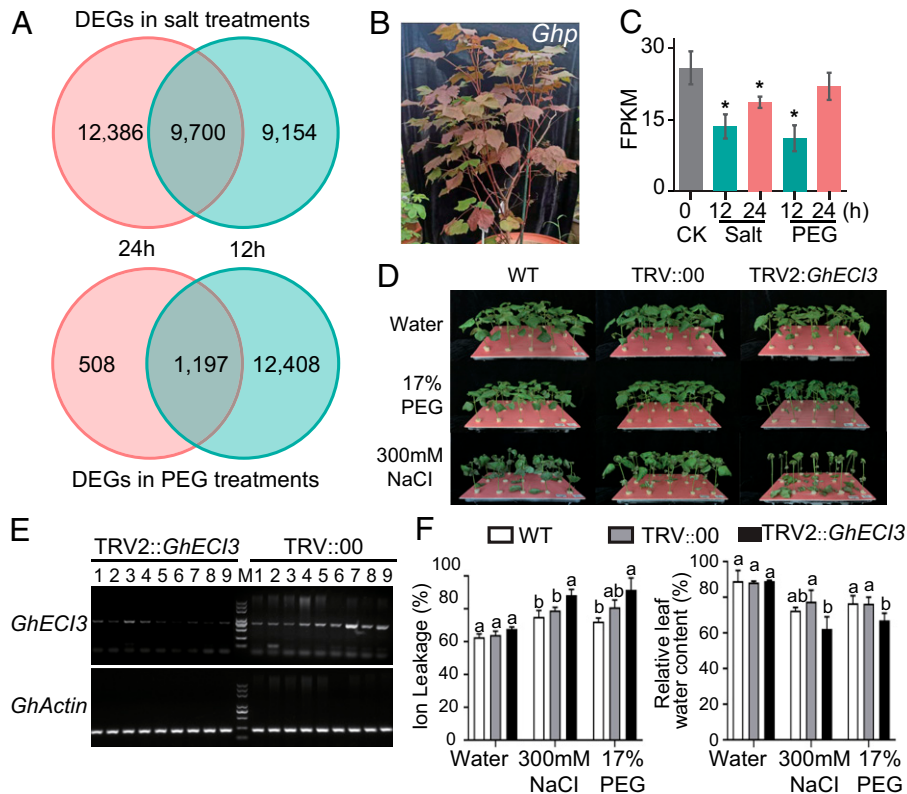 A
DEGs in salt treatments
12,386 9,700 9,154
24h 12h
508 1,197 12,408
DEGs in PEG treatments
B
Ghp
C
FPKM
30
15
0
* * *
0 12 24 12 24 (h)
CK Salt PEG
D
WT TRV::00 TRV2:GhECI3
Water
17%
PEG
300mM
NaCl
E
TRV2::GhECI3 TRV::00
1 2 3 4 5 6 7 8 9 M 1 2 3 4 5 6 7 8 9
GhECI3
GhActin
F
WT TRV::00 TRV2::GhECI3
Ion Leakage (%)
100
80
60
40
20
0
a a a b b a b ab a
Water 300mM 17%
NaCl PEG
Relative leaf
water content (%)
100
80
60
40
20
0
a a a ab a b a a b
Water 300mM 17%
NaCl PEG